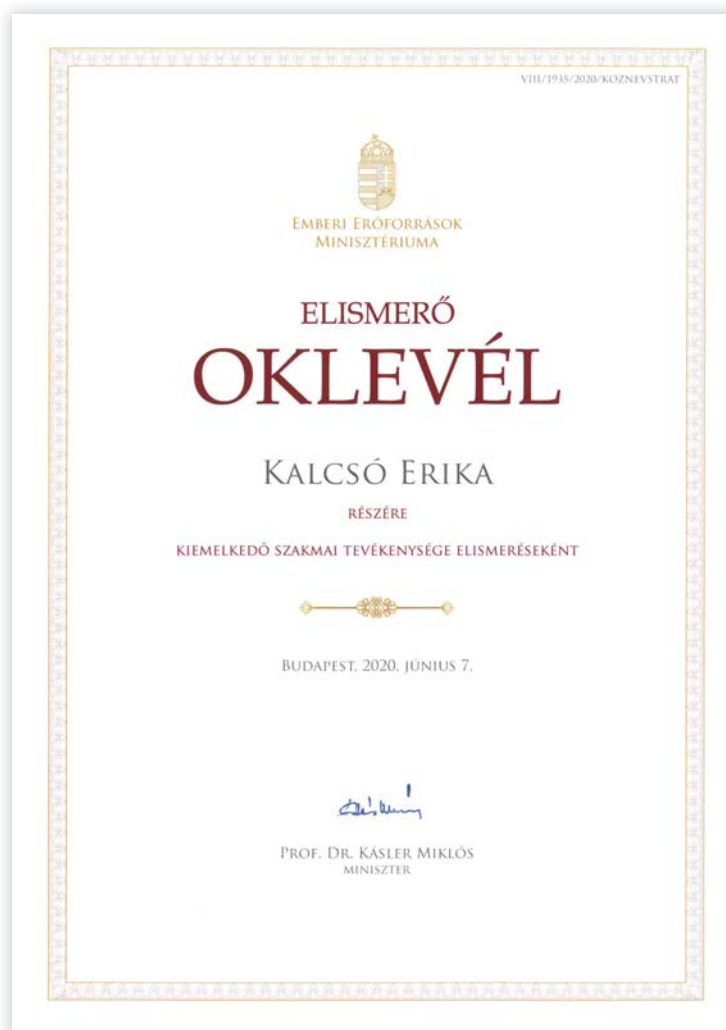 VIII/1935/2020/KOZNEVSTRAT
EMBERI ERŐFORRÁSOK
MINISZTÉRIUMA
ELISMERŐ
OKLEVÉL
KALCSÓ ERIKA
RÉSZÉRE
KIEMELKEDŐ SZAKMAI TEVÉKENYSÉGE ELISMERÉSEKÉNT
BUDAPEST, 2020. JÚNIUS 7.
PROF. DR. KÁSLER MIKLÓS
MINISZTER